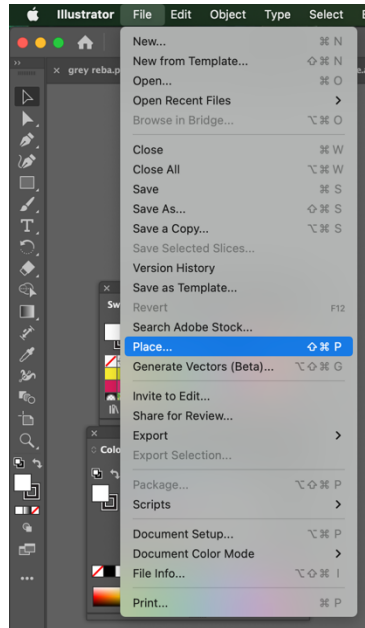 Illustrator File Edit Object Type Select
× grey reba.p
New... ⌘ N
New from Template... ⇧ ⌘ N
Open... ⌘ O
Open Recent Files >
Browse in Bridge... ⌥ ⌘ O
Close ⌘ W
Close All ⌥ ⌘ W
Save ⌘ S
Save As... ⇧ ⌘ S
Save a Copy... ⌥ ⌘ S
Save Selected Slices...
Version History
Save as Template...
Revert F12
Search Adobe Stock...
Place... ⇧ ⌘ P
Generate Vectors (Beta)... ⌥ ⇧ ⌘ G
Invite to Edit...
Share for Review...
Export >
Export Selection...
Package... ⌥ ⇧ ⌘ P
Scripts >
Document Setup... ⌥ ⌘ P
Document Color Mode >
File Info... ⌥ ⇧ ⌘ I
Print... ⌘ P
Sw
Colo